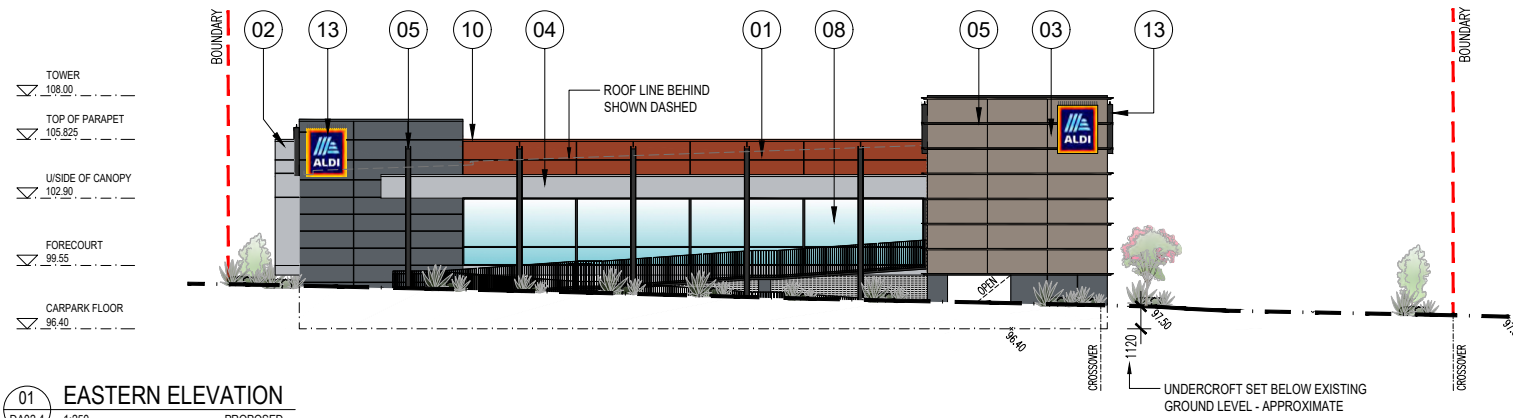 BOUNDARY
02
13
05
10
04
01
08
05
03
13
BOUNDARY
TOWER
108.00
ROOF LINE BEHIND
SHOWN DASHED
TOP OF PARAPET
105.825
ALDI
ALDI
U/SIDE OF CANOPY
102.90
FORECOURT
99.55
OPEN
CARPARK FLOOR
96.40
96.40
97.50
1120
CROSSOVER
CROSSOVER
UNDERCROFT SET BELOW EXISTING
GROUND LEVEL - APPROXIMATE
01
EASTERN ELEVATION
1:250
PROPOSED